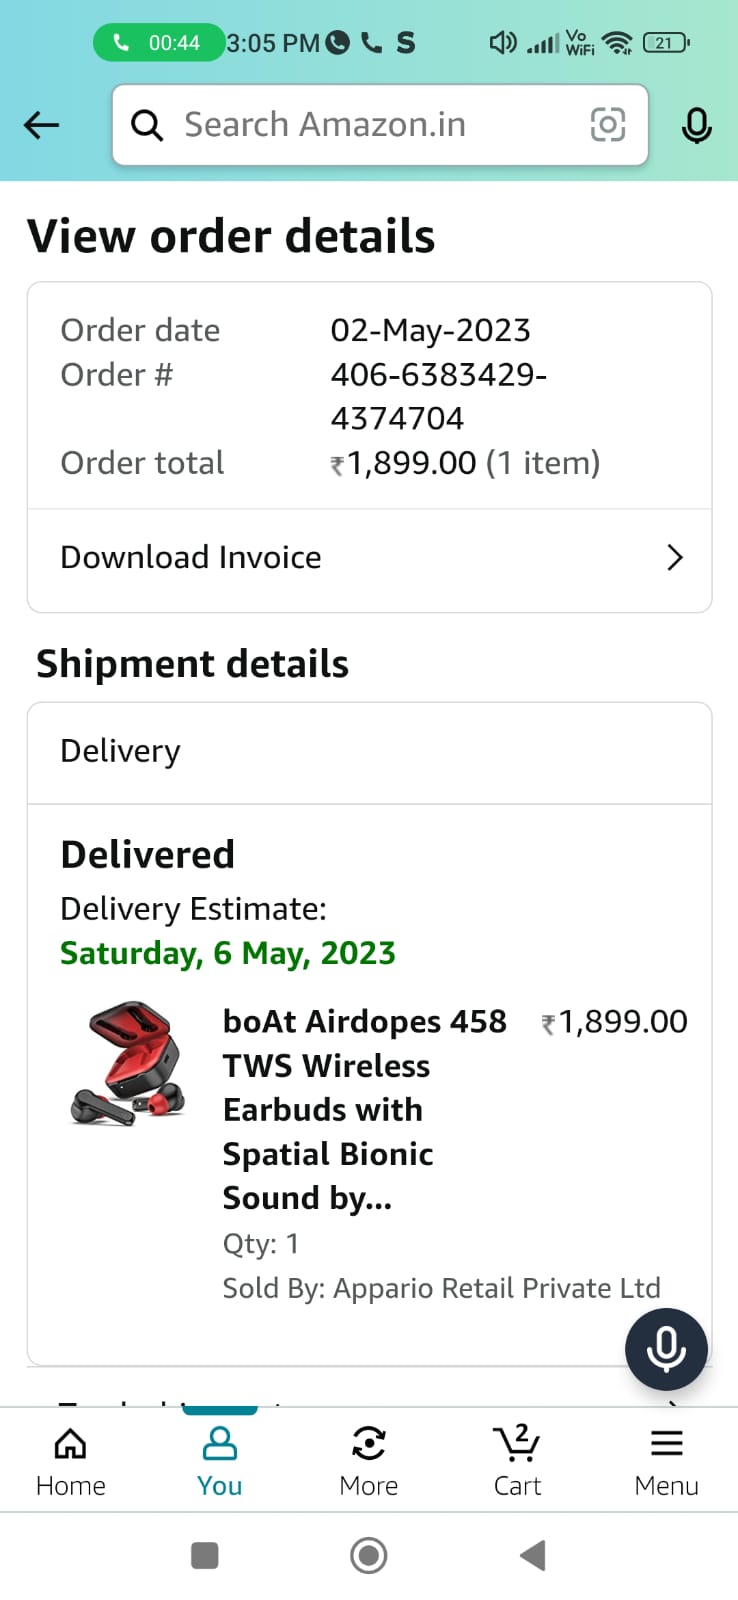 00:44 3:05 PM S Vo WiFi 21
Search Amazon.in
View order details
Order date 02-May-2023
Order # 406-6383429-
4374704
Order total ₹1,899.00 (1 item)
Download Invoice
Shipment details
Delivery
Delivered
Delivery Estimate:
Saturday, 6 May, 2023
boAt Airdopes 458 ₹1,899.00
TWS Wireless
Earbuds with
Spatial Bionic
Sound by...
Qty: 1
Sold By: Appario Retail Private Ltd
2
Home You More Cart Menu